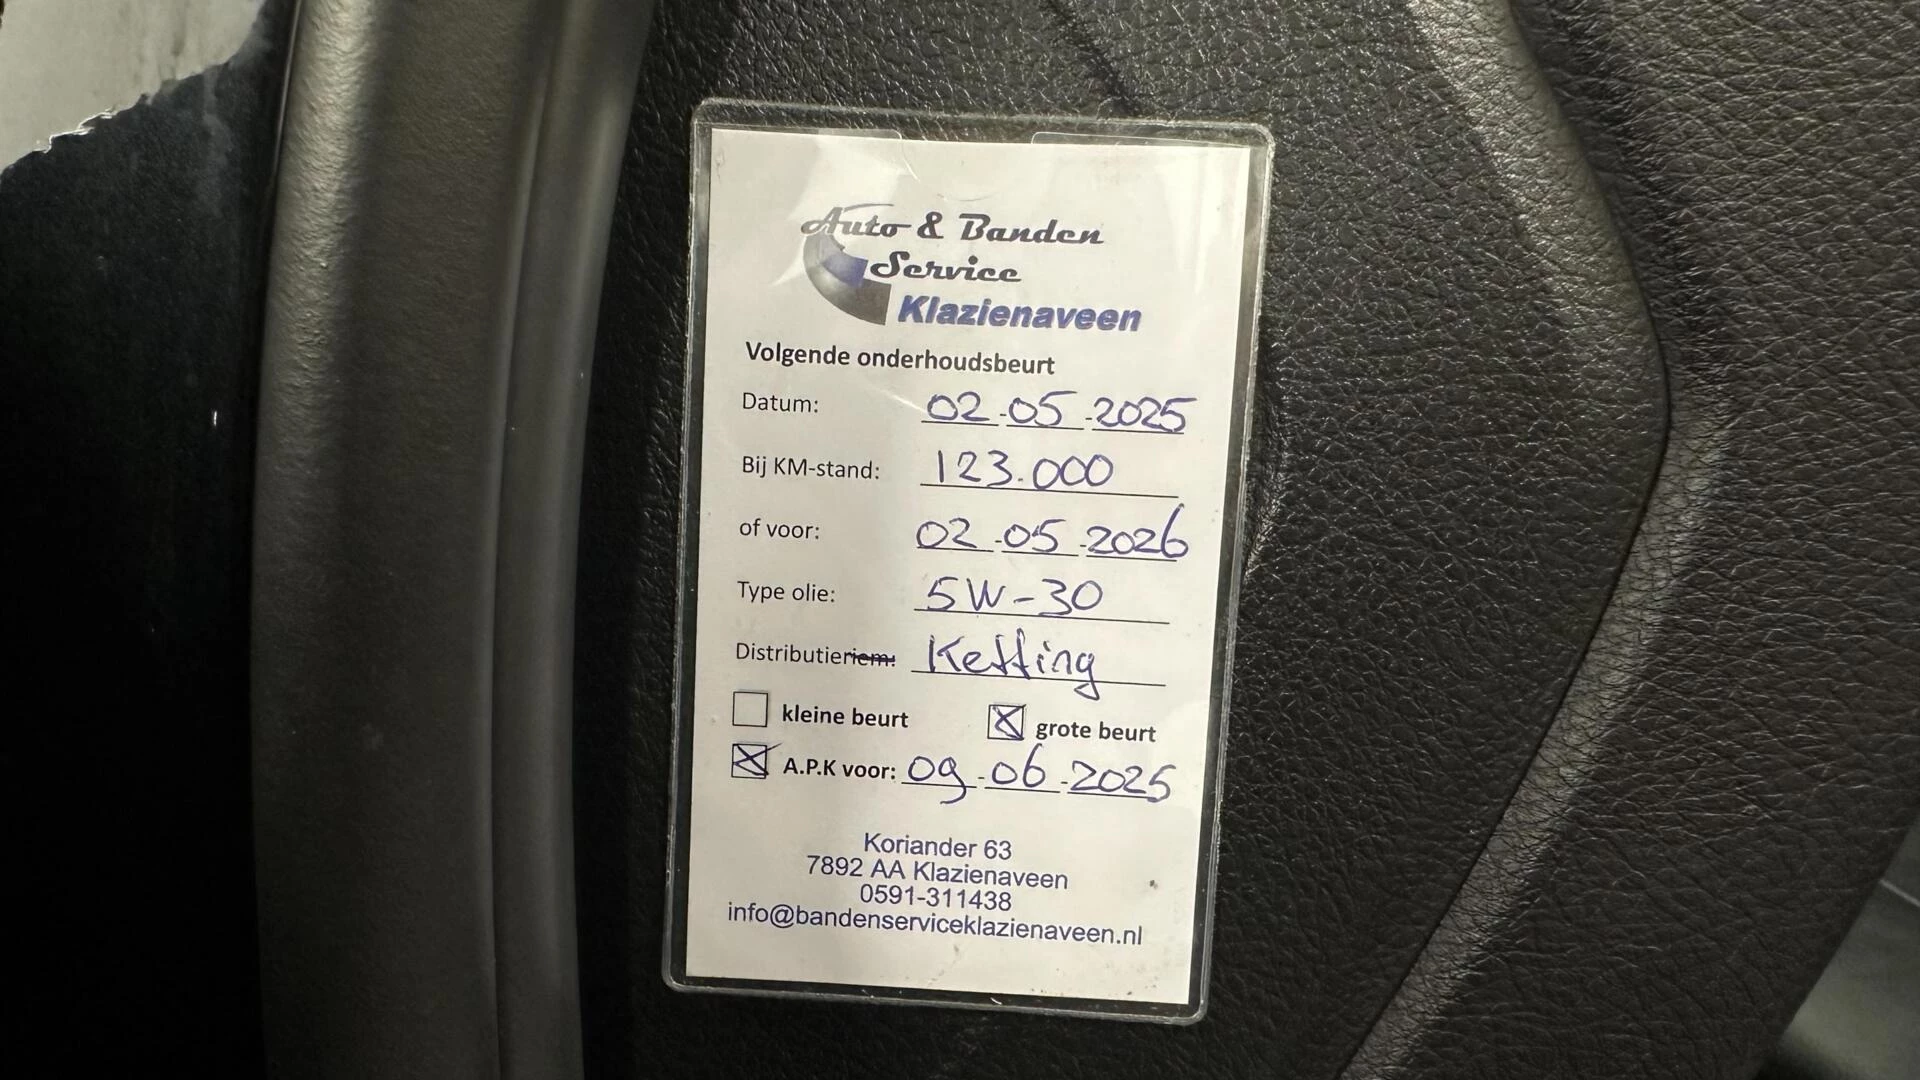 Auto & Banden
Service
Klazienaveen
Volgende onderhoudsbeurt
Datum: 02-05-2025
Bij KM-stand: 123.000
of voor: 02-05-2026
Type olie: 5W-30
Distributieriem: Ketting
kleine beurt grote beurt
A.P.K voor: 09-06-2025
Koriander 63
7892 AA Klazienaveen
0591-311438
info@bandenserviceklazienaveen.nl